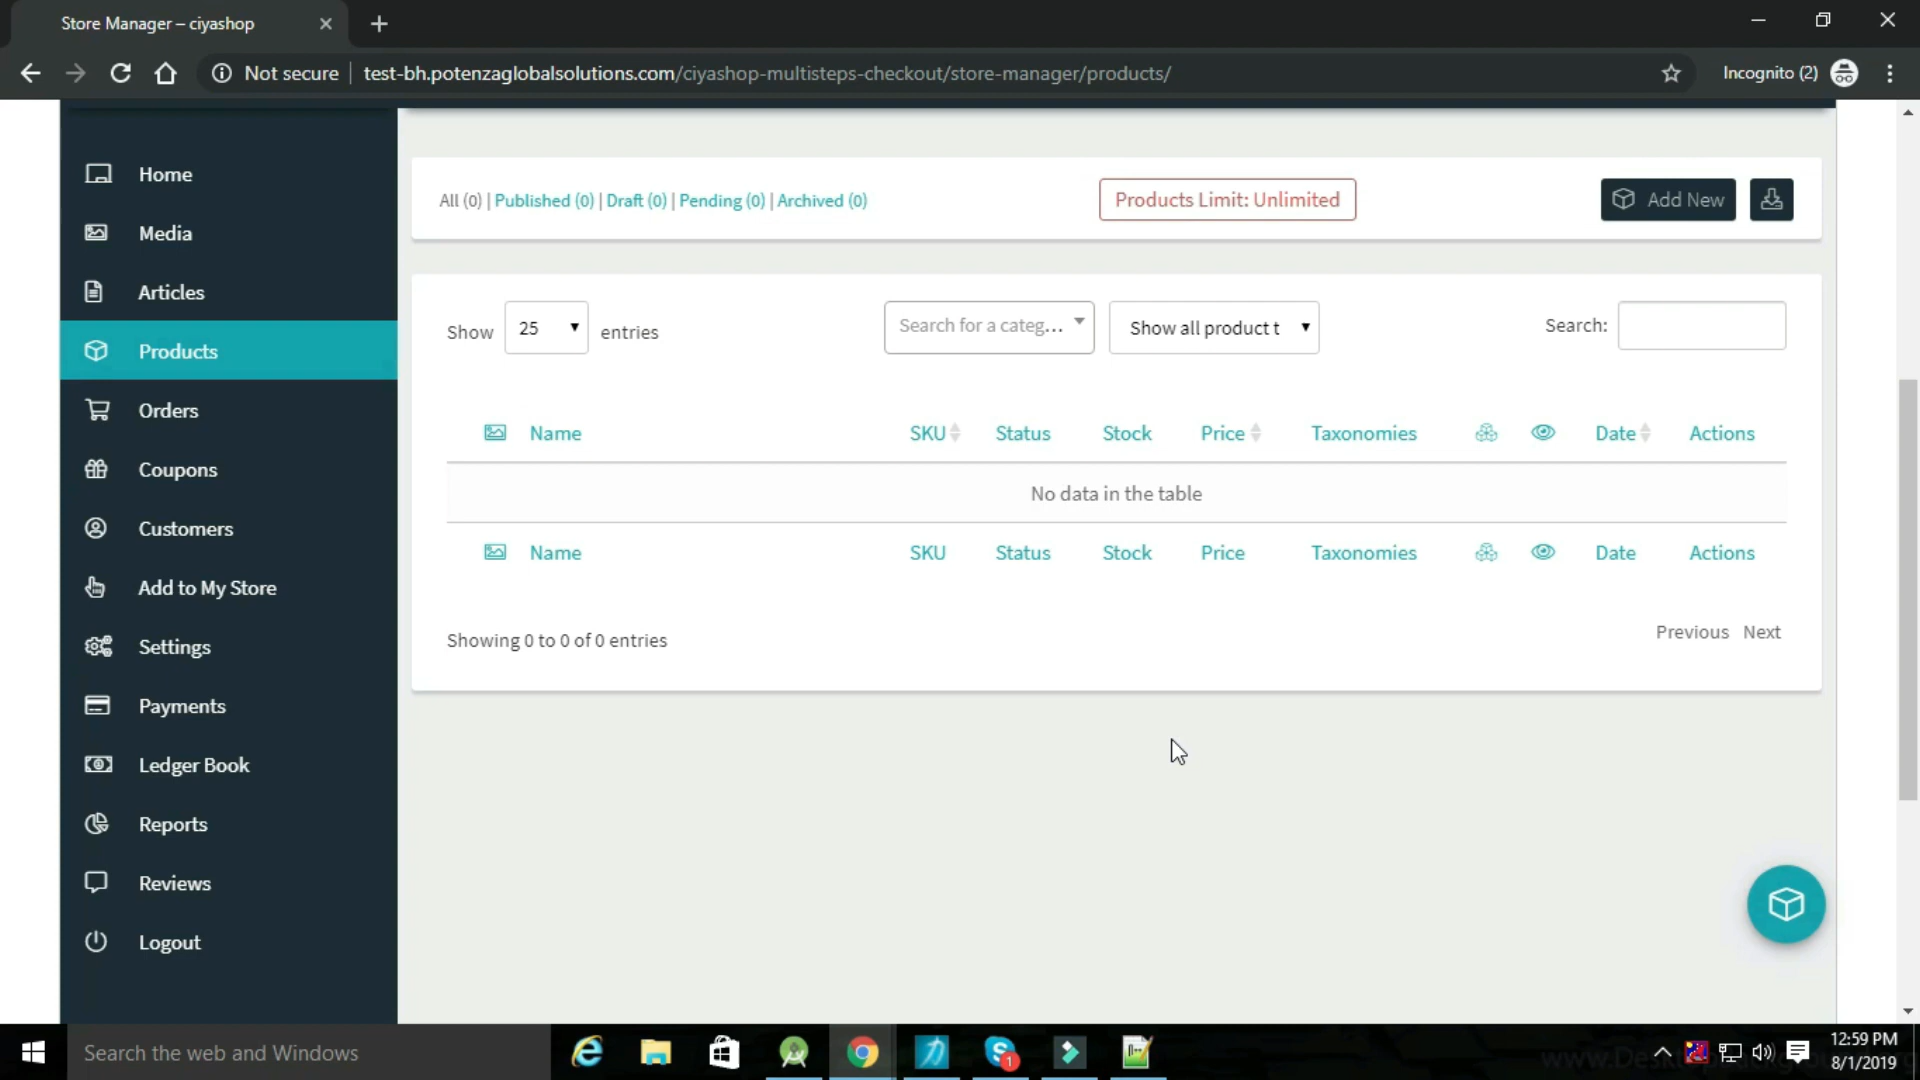 Store Manager – ciyashop
Not secure | test-bh.potenzaglobalsolutions.com/ciyashop-multisteps-checkout/store-manager/products/
Incognito (2)
Home
Media
Articles
Products
Orders
Coupons
Customers
Add to My Store
Settings
Payments
Ledger Book
Reports
Reviews
Logout
All (0) | Published (0) | Draft (0) | Pending (0) | Archived (0)
Products Limit: Unlimited
Add New
Show 25 entries
Search for a categ...
Show all product t
Search:
Name SKU Status Stock Price Taxonomies Date Actions
No data in the table
Name SKU Status Stock Price Taxonomies Date Actions
Showing 0 to 0 of 0 entries
Previous Next
Search the web and Windows
1
12:59 PM
8/1/2019